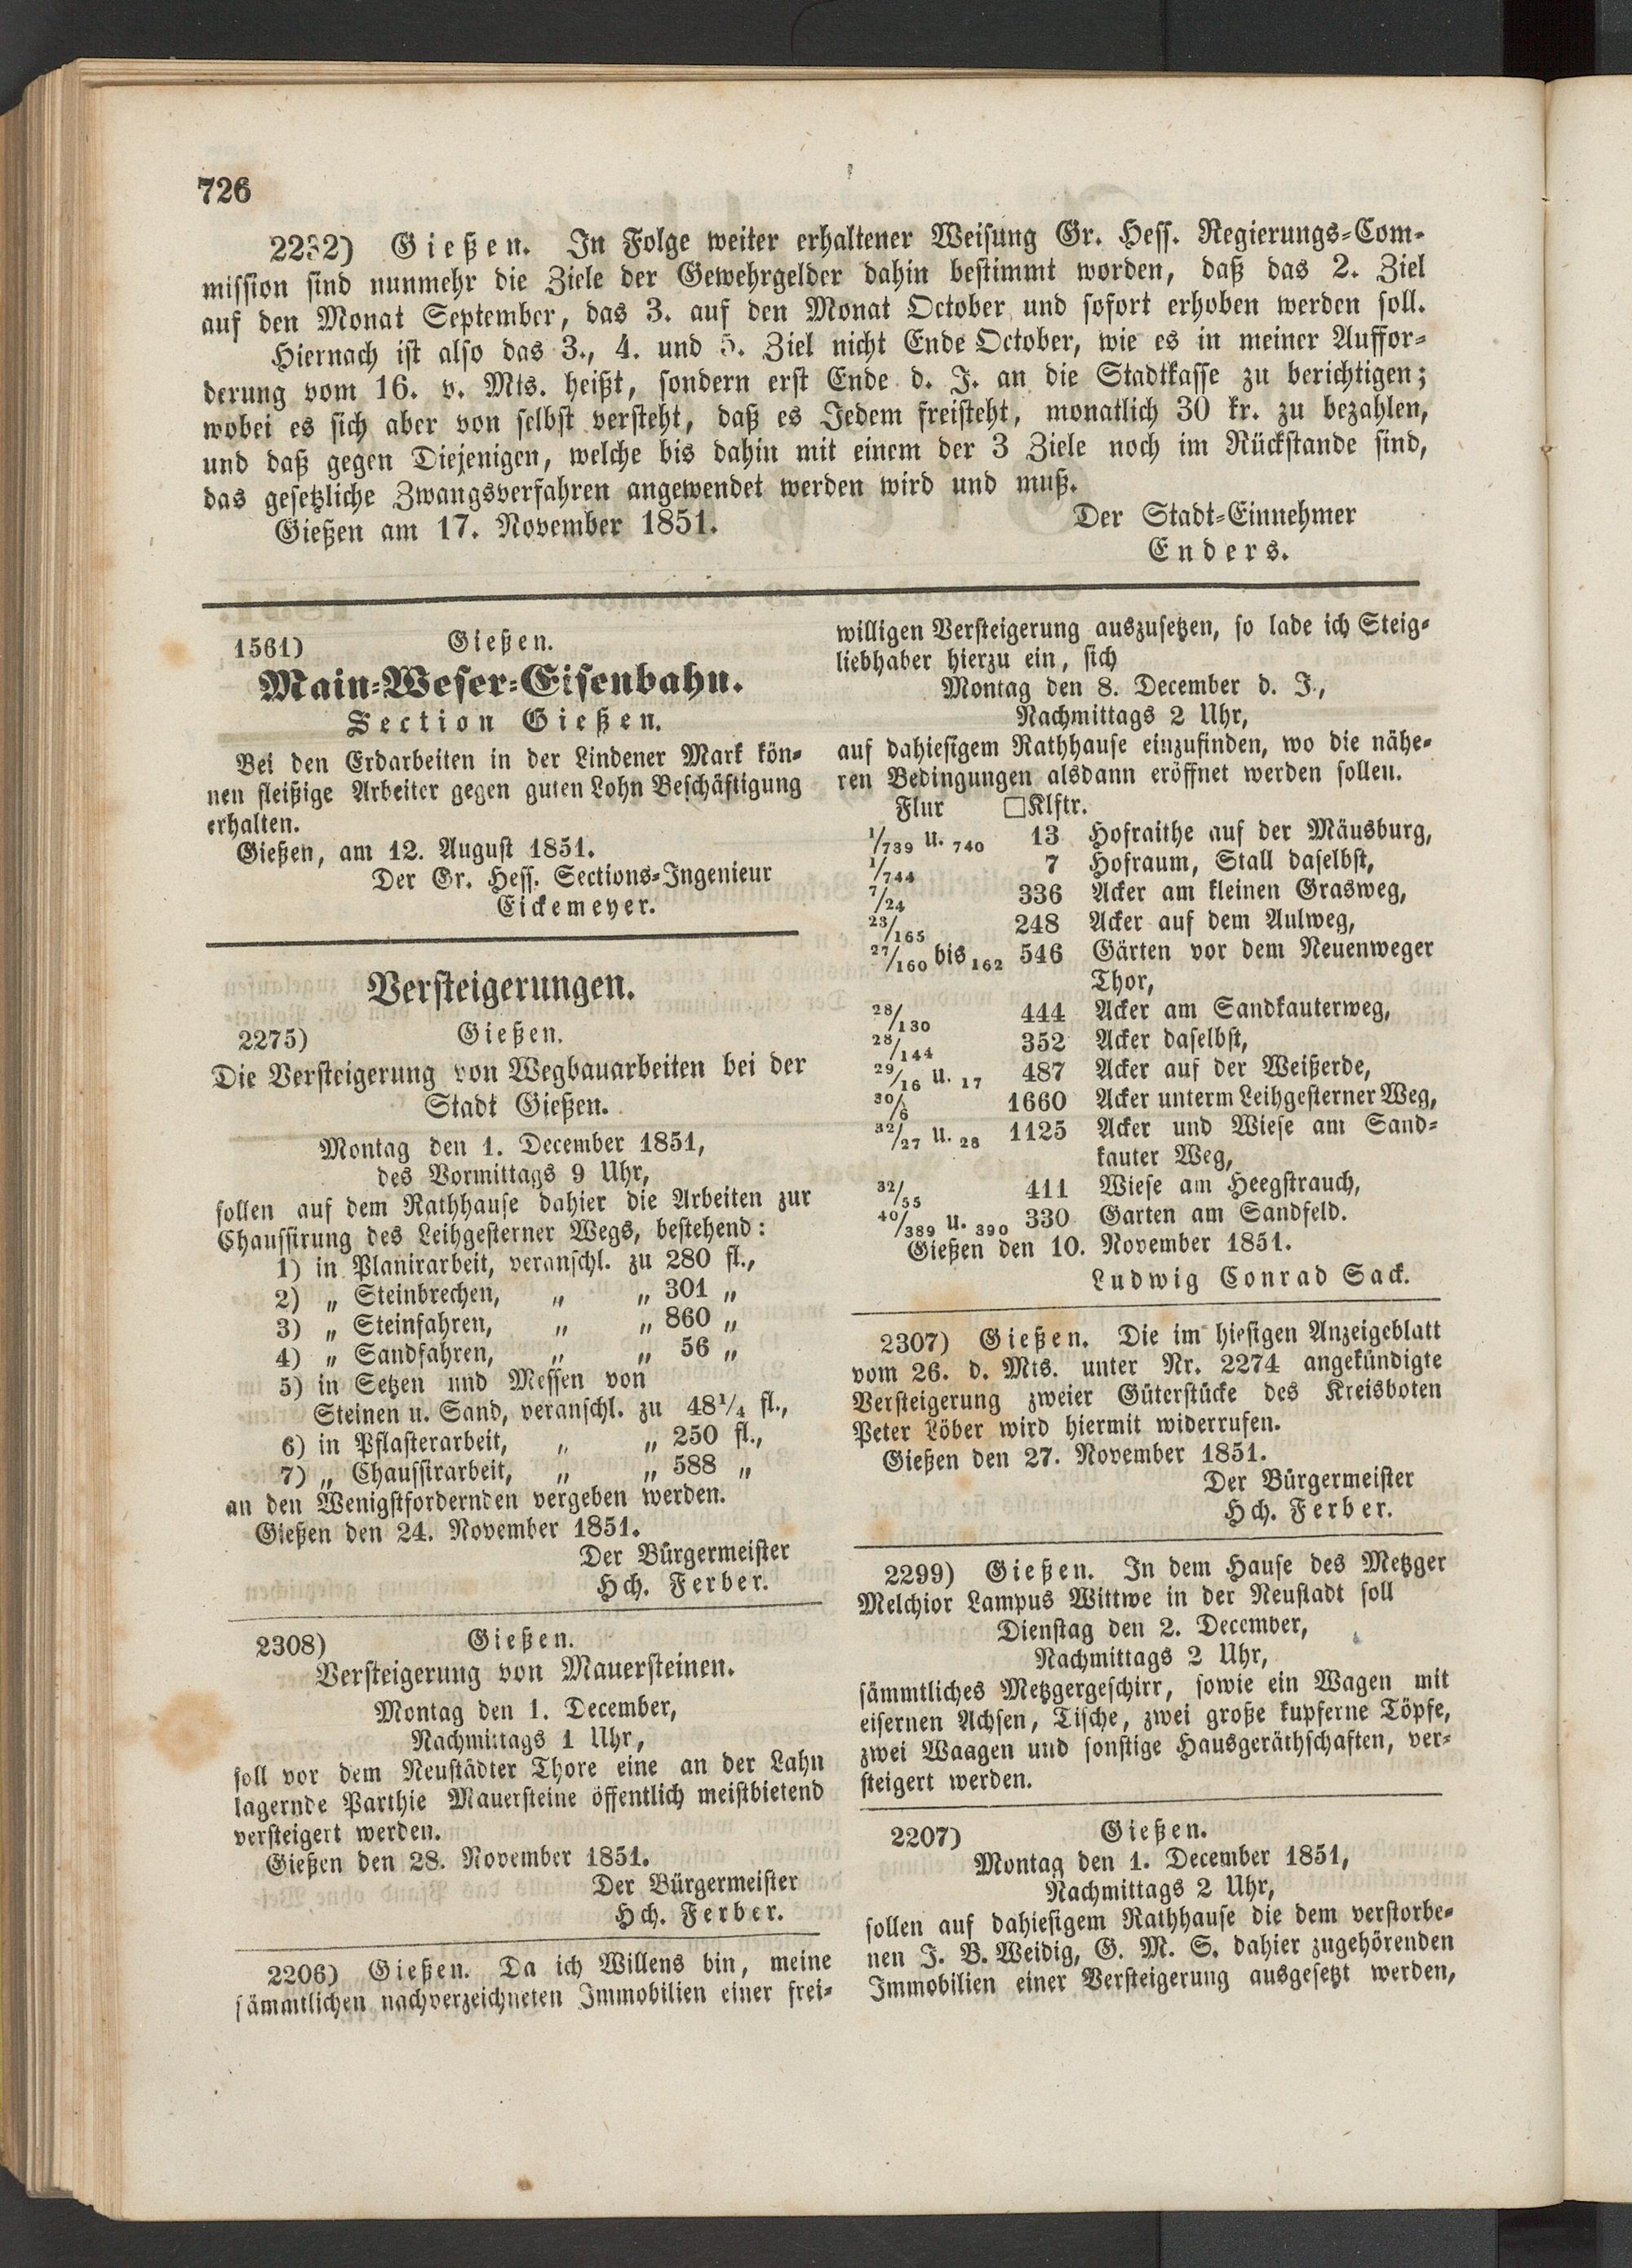 726
2232) Gießen. In Folge weiter erhaltener Weisung Gr. Hess. Regierungs-Com-
mission sind nunmehr die Ziele der Gewehrgelder dahin bestimmt worden, daß das 2. Ziel
auf den Monat September, das 3. auf den Monat October und sofort erhoben werden soll.
Hiernach ist also das 3., 4. und 5. Ziel nicht Ende October, wie es in meiner Auffor-
derung vom 16. v. Mts. heißt, sondern erst Ende d. J. an die Stadtkasse zu berichtigen;
wobei es sich aber von selbst versteht, daß es Jedem freisteht, monatlich 30 kr. zu bezahlen,
und daß gegen Diejenigen, welche bis dahin mit einem der 3 Ziele noch im Rückstande sind,
das gesetzliche Zwangsverfahren angewendet werden wird und muß.
Gießen am 17. November 1851. Der Stadt-Einnehmer
Enders.
1561) Gießen.
Main-Weser-Eisenbahn.
Section Gießen.
Bei den Erdarbeiten in der Lindener Mark kön-
nen fleißige Arbeiter gegen guten Lohn Beschäftigung
erhalten.
Gießen, am 12. August 1851.
Der Gr. Hess. Sections-Ingenieur
Eickemeyer.
Versteigerungen.
2275) Gießen.
Die Versteigerung von Wegbauarbeiten bei der
Stadt Gießen.
Montag den 1. December 1851,
des Vormittags 9 Uhr,
sollen auf dem Rathhause dahier die Arbeiten zur
Chaussirung des Leihgesterner Wegs, bestehend:
1) in Planirarbeit, veranschl. zu 280 fl.,
2) „ Steinbrechen, „ „ 301 „
3) „ Steinfahren, „ „ 860 „
4) „ Sandfahren, „ „ 56 „
5) in Setzen und Messen von
Steinen u. Sand, veranschl. zu 48¼ fl.,
6) in Pflasterarbeit, „ „ 250 fl.,
7) „ Chaussirarbeit, „ „ 588 „
an den Wenigstfordernden vergeben werden.
Gießen den 24. November 1851.
Der Bürgermeister
Hch. Ferber.
2308) Gießen.
Versteigerung von Mauersteinen.
Montag den 1. December,
Nachmittags 1 Uhr,
soll vor dem Neustädter Thore eine an der Lahn
lagernde Parthie Mauersteine öffentlich meistbietend
versteigert werden.
Gießen den 28. November 1851.
Der Bürgermeister
Hch. Ferber.
2206) Gießen. Da ich Willens bin, meine
sämmtlichen nachverzeichneten Immobilien einer frei-
willigen Versteigerung auszusetzen, so lade ich Steig-
liebhaber hierzu ein, sich
Montag den 8. December d. J.,
Nachmittags 2 Uhr,
auf dahiesigem Rathhause einzufinden, wo die nähe-
ren Bedingungen alsdann eröffnet werden sollen.
Flur □Klftr.
1/739 u. 740 13 Hofraithe auf der Mäusburg,
1/744 7 Hofraum, Stall daselbst,
7/24 336 Acker am kleinen Grasweg,
23/165 248 Acker auf dem Aulweg,
27/160 bis 162 546 Gärten vor dem Neuenweger
Thor,
28/130 444 Acker am Sandkauterweg,
28/144 352 Acker daselbst,
29/16 u. 17 487 Acker auf der Weißerde,
30/6 1660 Acker unterm Leihgesterner Weg,
32/27 u. 28 1125 Acker und Wiese am Sand-
kauter Weg,
32/55 411 Wiese am Heegstrauch,
40/389 u. 390 330 Garten am Sandfeld.
Gießen den 10. November 1851.
Ludwig Conrad Sack.
2307) Gießen. Die im hiesigen Anzeigeblatt
vom 26. d. Mts. unter Nr. 2274 angekündigte
Versteigerung zweier Güterstücke des Kreisboten
Peter Löber wird hiermit widerrufen.
Gießen den 27. November 1851.
Der Bürgermeister
Hch. Ferber.
2299) Gießen. In dem Hause des Metzger
Melchior Lampus Wittwe in der Neustadt soll
Dienstag den 2. December,
Nachmittags 2 Uhr,
sämmtliches Metzgergeschirr, sowie ein Wagen mit
eisernen Achsen, Tische, zwei große kupferne Töpfe,
zwei Waagen und sonstige Hausgeräthschaften, ver-
steigert werden.
2207) Gießen.
Montag den 1. December 1851,
Nachmittags 2 Uhr,
sollen auf dahiesigem Rathhause die dem verstorbe-
nen J. B. Weidig, G. M. S. dahier zugehörenden
Immobilien einer Versteigerung ausgesetzt werden,